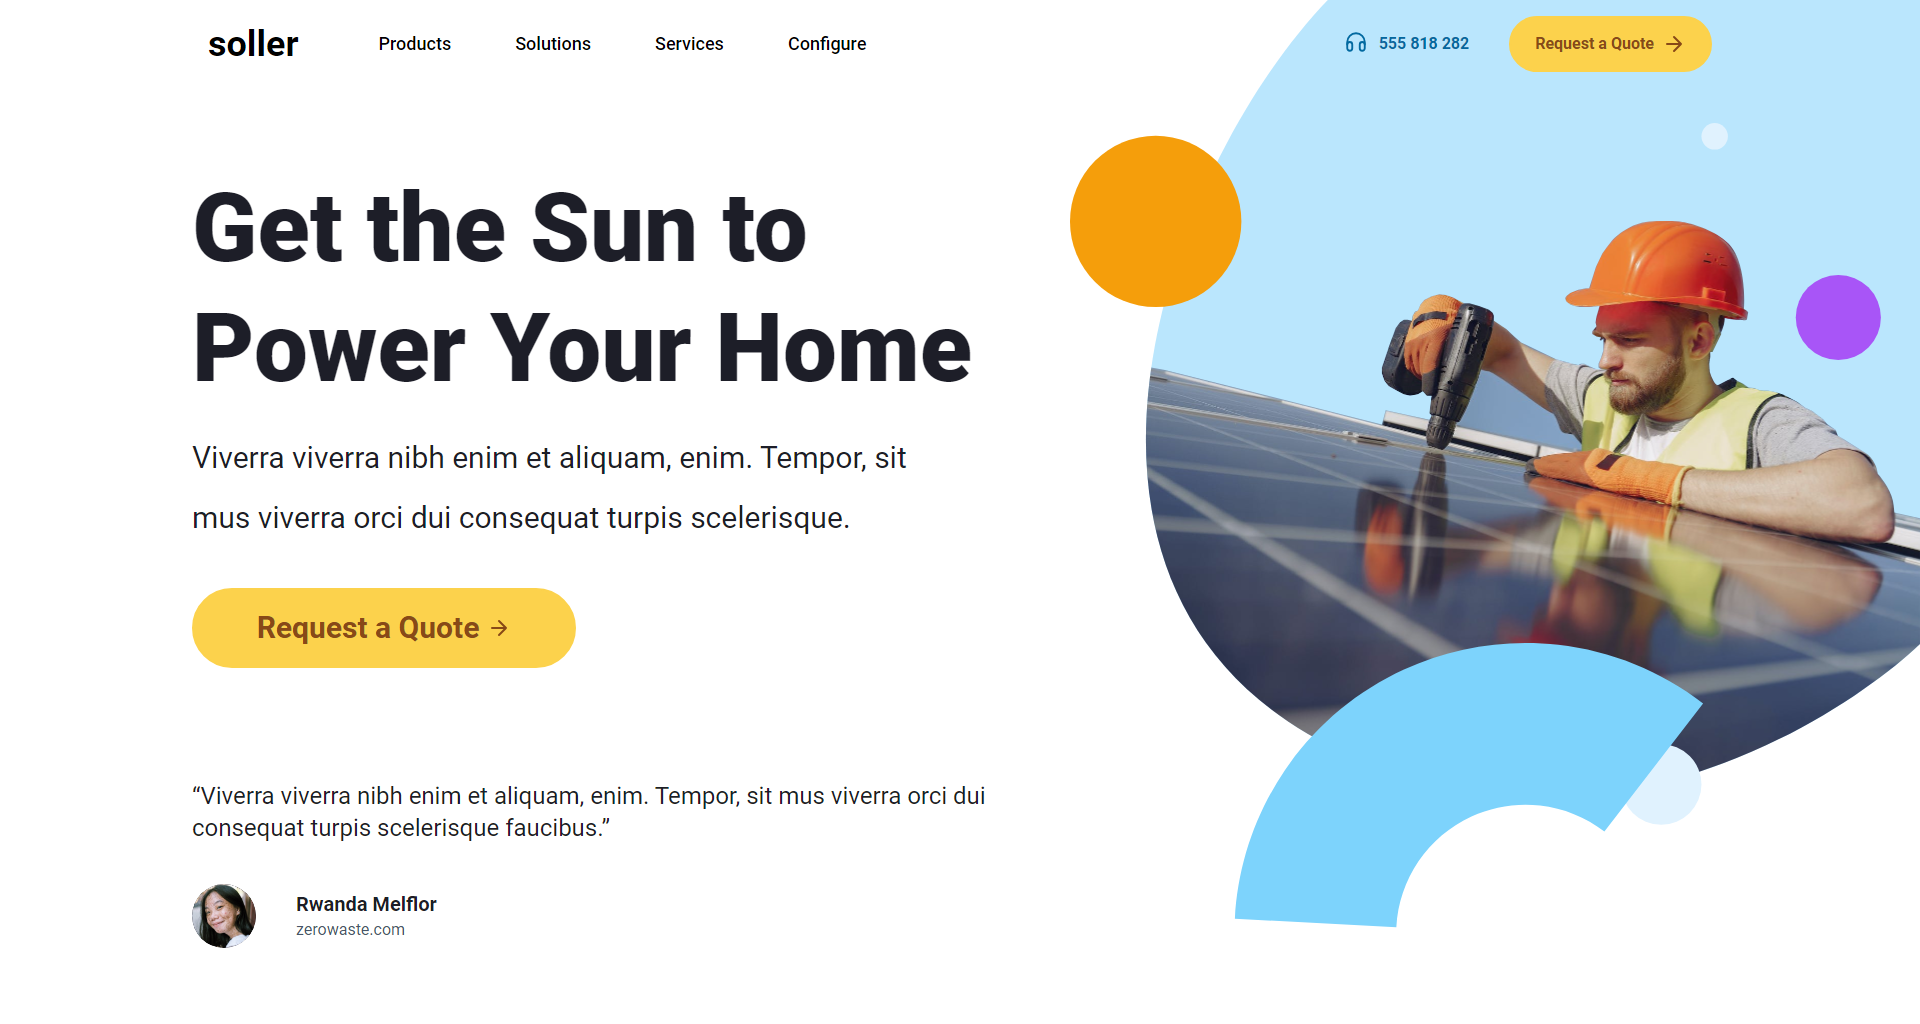 soller
Products
Solutions
Services
Configure
555 818 282
Request a Quote
Get the Sun to
Power Your Home
Viverra viverra nibh enim et aliquam, enim. Tempor, sit
mus viverra orci dui consequat turpis scelerisque.
Request a Quote
“Viverra viverra nibh enim et aliquam, enim. Tempor, sit mus viverra orci dui
consequat turpis scelerisque faucibus.”
Rwanda Melflor
zerowaste.com